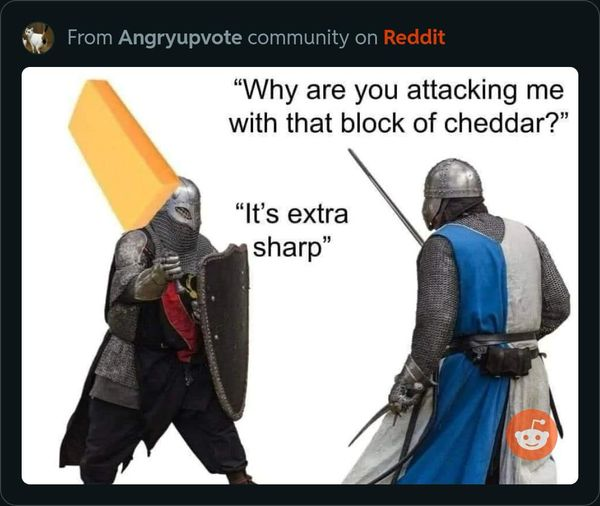 From Angryupvote community on Reddit
“Why are you attacking me
with that block of cheddar?”
“It’s extra
sharp”